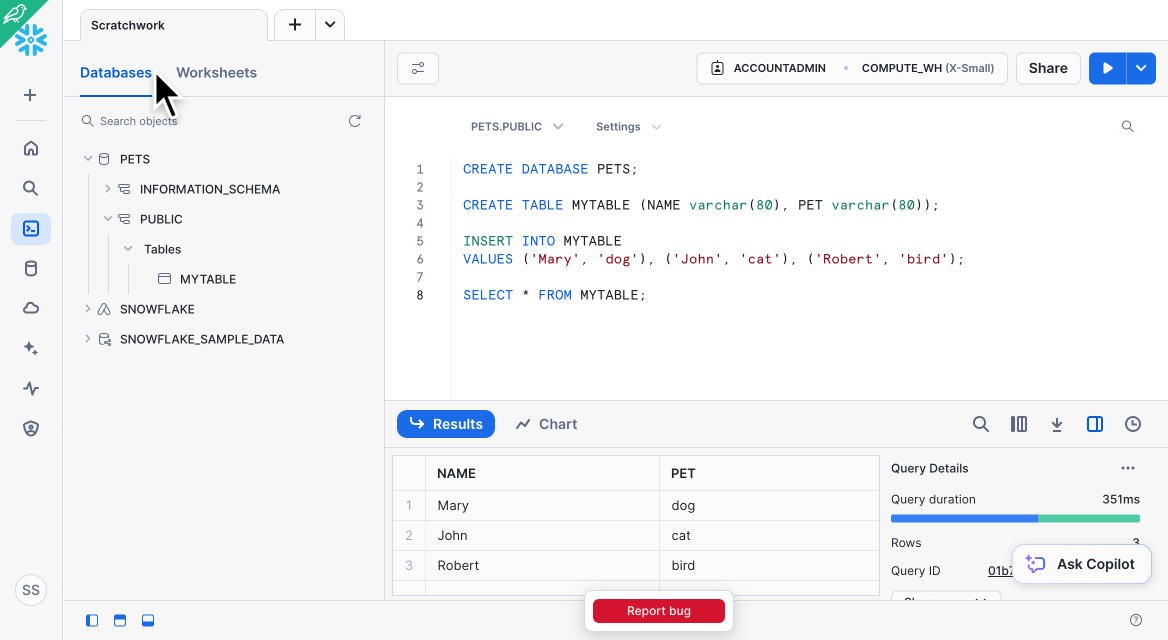 Scratchwork
Databases Worksheets
ACCOUNTADMIN COMPUTE_WH (X-Small) Share
Search objects
PETS
INFORMATION_SCHEMA
PUBLIC
Tables
MYTABLE
SNOWFLAKE
SNOWFLAKE_SAMPLE_DATA
SS
PETS.PUBLIC Settings
1 CREATE DATABASE PETS;
2
3 CREATE TABLE MYTABLE (NAME varchar(80), PET varchar(80));
4
5 INSERT INTO MYTABLE
6 VALUES ('Mary', 'dog'), ('John', 'cat'), ('Robert', 'bird');
7
8 SELECT * FROM MYTABLE;
Results Chart
NAME PET
1 Mary dog
2 John cat
3 Robert bird
Query Details
Query duration 351ms
Rows 3
Query ID 01b7
Ask Copilot
Report bug